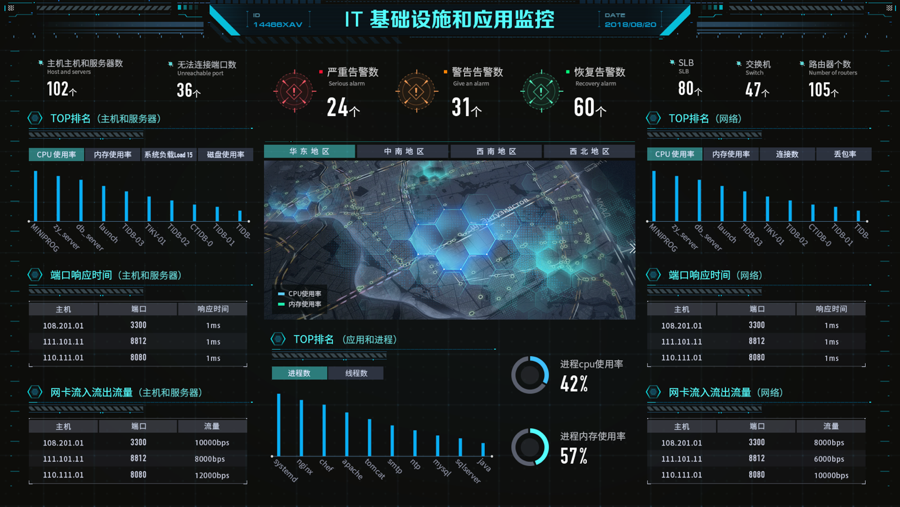 ID
14466XAV
IT 基础设施和应用监控
DATE
2018/08/20
主机主机和服务器数
Host and servers
102个
无法连接端口数
Unreachable port
36个
严重告警数
Serious alarm
24个
警告告警数
Give an alarm
31个
恢复告警数
Recovery alarm
60个
SLB
SLB
80个
交换机
Switch
47个
路由器个数
Number of routers
105个
TOP排名（主机和服务器）
CPU使用率 内存使用率 系统负载Load 15 磁盘使用率
MINIPROG zy_server db_server launch TIDB-03 TIKV-01 TIDB-02 CTIDB-0 TIDB-01 TIDB-0
端口响应时间（主机和服务器）
主机 端口 响应时间
108.201.01 3300 1ms
111.101.11 8812 1ms
110.111.01 8080 1ms
网卡流入流出流量（主机和服务器）
主机 端口 流量
108.201.01 3300 10000bps
111.101.11 8812 8000bps
110.111.01 8080 12000bps
华东地区 中南地区 西南地区 西北地区
CPU使用率
内存使用率
TOP排名（应用和进程）
进程数 线程数
systemd nginx chef apache tomcat smtp ntp mysql sqlserver java
进程cpu使用率
42%
进程内存使用率
57%
TOP排名（网络）
CPU使用率 内存使用率 连接数 丢包率
MINIPROG zy_server db_server launch TIDB-03 TIKV-01 TIDB-02 CTIDB-0 TIDB-01 TIDB-0
端口响应时间（网络）
主机 端口 响应时间
108.201.01 3300 1ms
111.101.11 8812 1ms
110.111.01 8080 1ms
网卡流入流出流量（网络）
主机 端口 流量
108.201.01 3300 8000bps
111.101.11 8812 6000bps
110.111.01 8080 10000bps